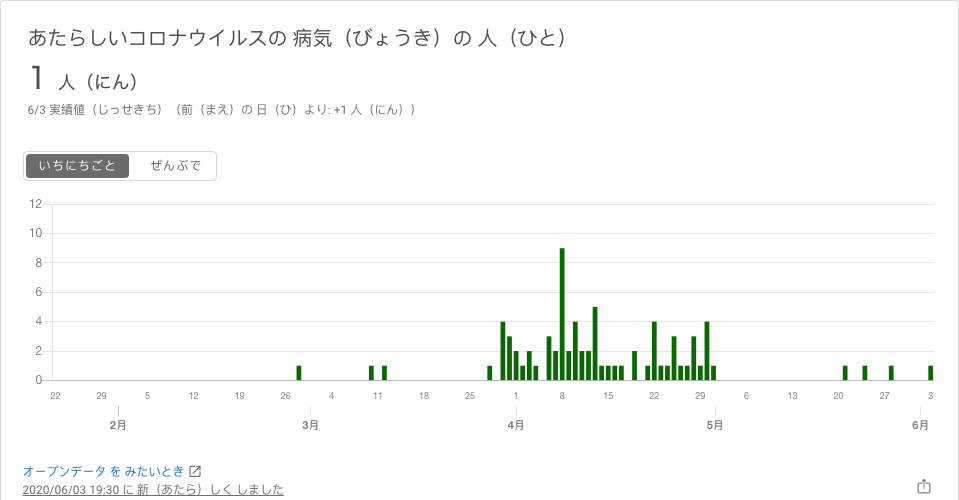 あたらしいコロナウイルスの 病気（びょうき）の 人（ひと）
1 人（にん）
6/3 実績値（じっせきち）（前（まえ）の 日（ひ）より: +1 人（にん））
いちにちごと ぜんぶで
12
10
8
6
4
2
0
22 29 5 12 19 26 4 11 18 25 1 8 15 22 29 6 13 20 27 3
2月 3月 4月 5月 6月
オープンデータ を みたいとき
2020/06/03 19:30 に 新（あたら）しく しました